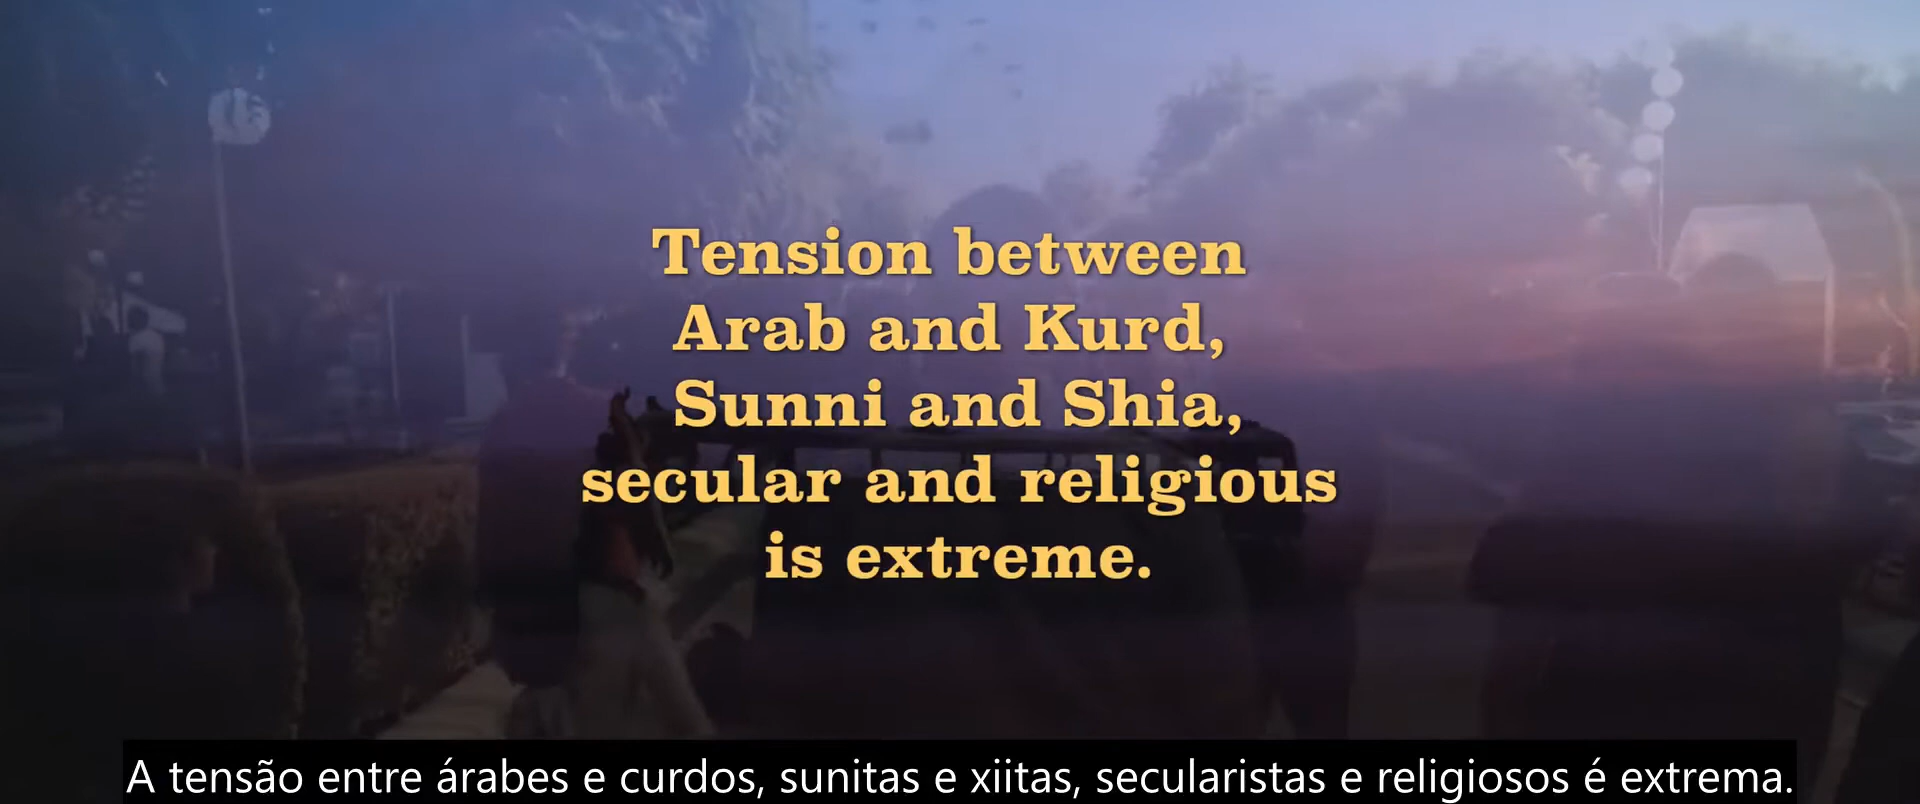 Tension between
Arab and Kurd,
Sunni and Shia,
secular and religious
is extreme.
A tensão entre árabes e curdos, sunitas e xiitas, secularistas e religiosos é extrema.